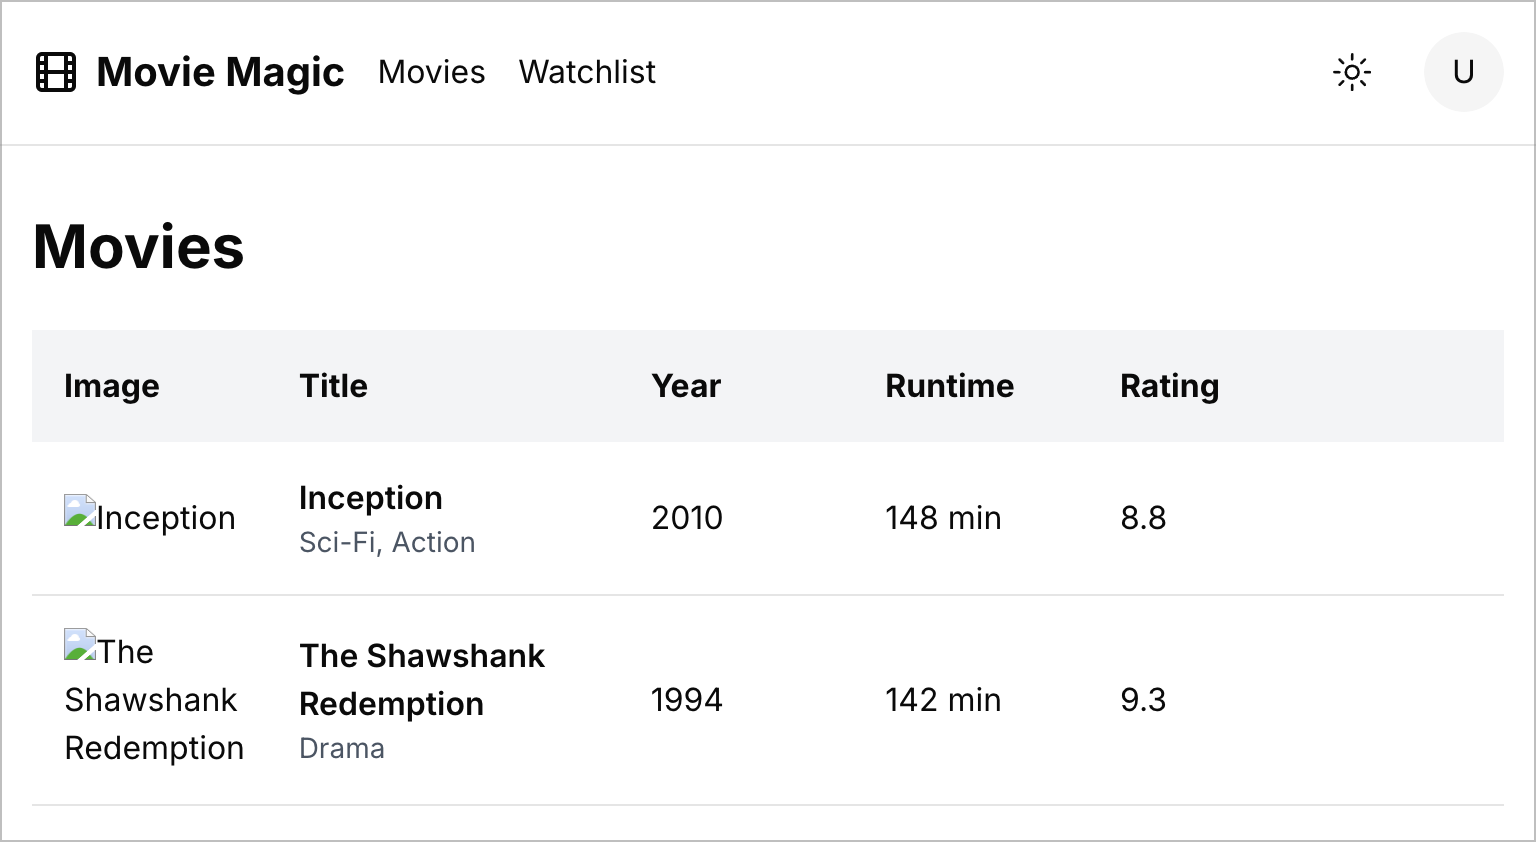 Movie Magic Movies Watchlist U
Movies
Image Title Year Runtime Rating
Inception Inception 2010 148 min 8.8
Sci-Fi, Action
The Shawshank Redemption The Shawshank Redemption 1994 142 min 9.3
Drama